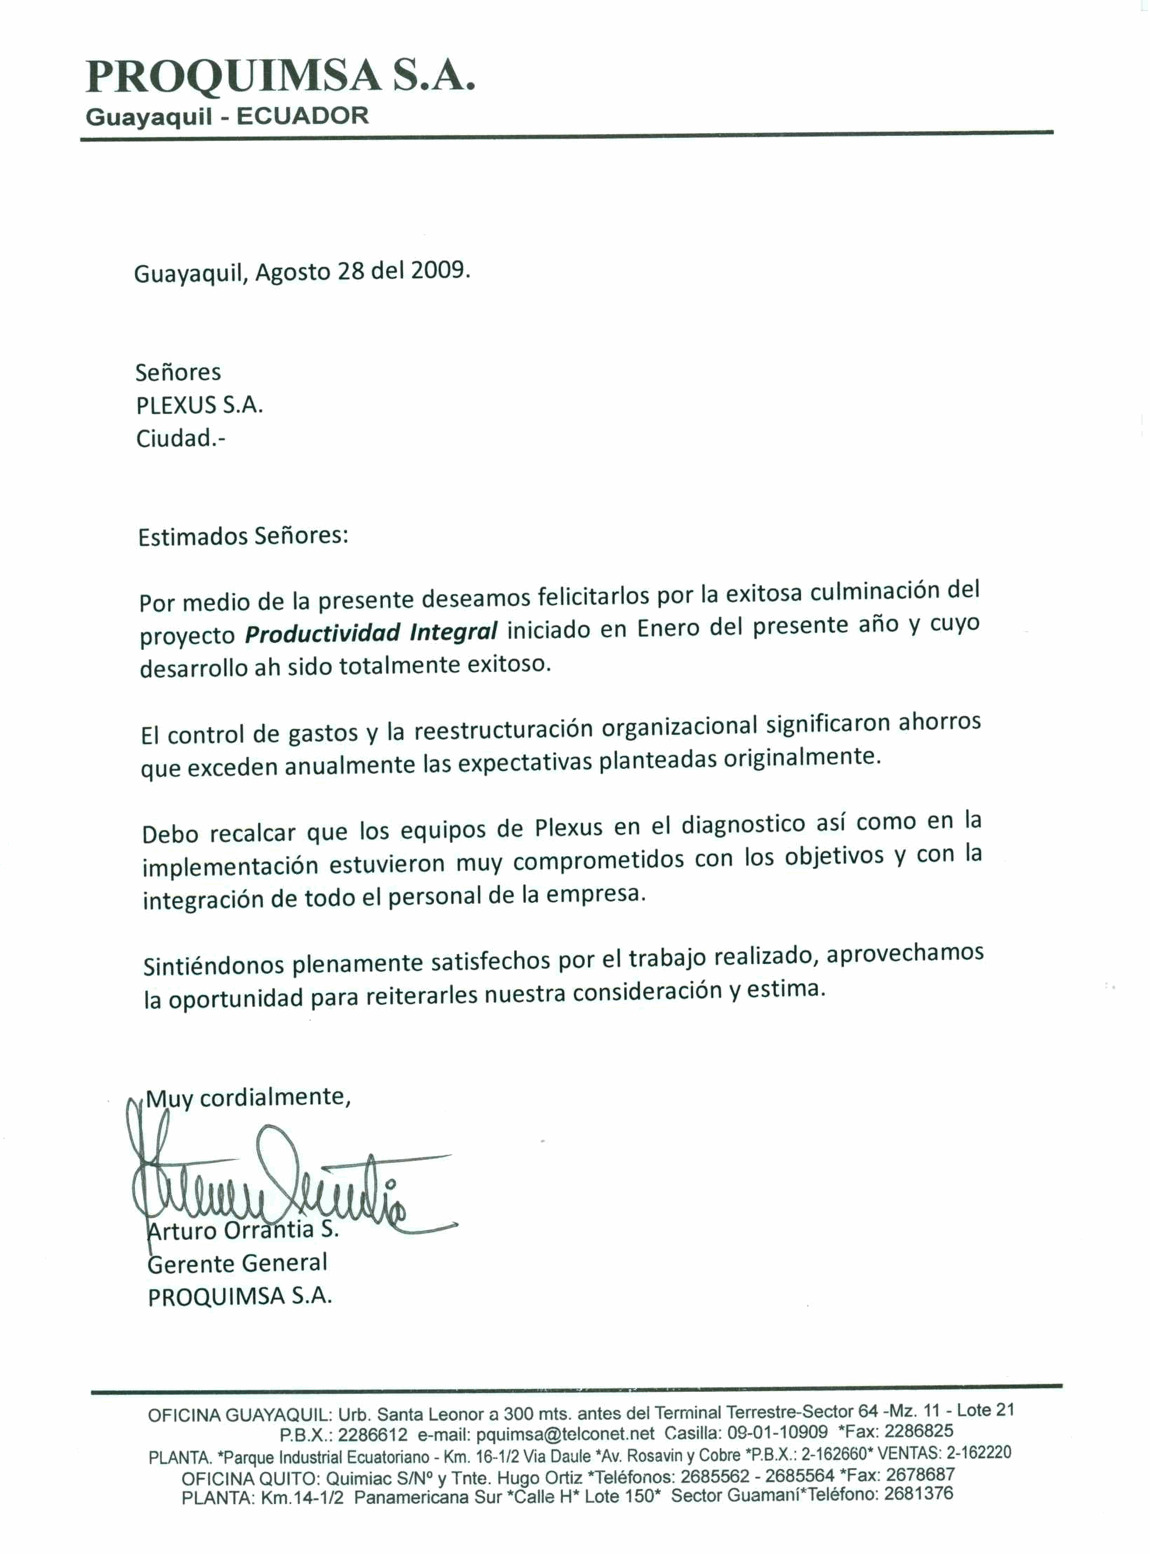 PROQUIMSA S.A.
Guayaquil - ECUADOR
Guayaquil, Agosto 28 del 2009.
Señores
PLEXUS S.A.
Ciudad.-
Estimados Señores:
Por medio de la presente deseamos felicitarlos por la exitosa culminación del
proyecto Productividad Integral iniciado en Enero del presente año y cuyo
desarrollo ah sido totalmente exitoso.
El control de gastos y la reestructuración organizacional significaron ahorros
que exceden anualmente las expectativas planteadas originalmente.
Debo recalcar que los equipos de Plexus en el diagnostico así como en la
implementación estuvieron muy comprometidos con los objetivos y con la
integración de todo el personal de la empresa.
Sintiéndonos plenamente satisfechos por el trabajo realizado, aprovechamos
la oportunidad para reiterarles nuestra consideración y estima.
Muy cordialmente,
Arturo Orrantia S.
Gerente General
PROQUIMSA S.A.
OFICINA GUAYAQUIL: Urb. Santa Leonor a 300 mts. antes del Terminal Terrestre-Sector 64 -Mz. 11 - Lote 21
P.B.X.: 2286612 e-mail: pquimsa@telconet.net Casilla: 09-01-10909 *Fax: 2286825
PLANTA. *Parque Industrial Ecuatoriano - Km. 16-1/2 Via Daule *Av. Rosavin y Cobre *P.B.X.: 2-162660* VENTAS: 2-162220
OFICINA QUITO: Quimiac S/Nº y Tnte. Hugo Ortiz *Teléfonos: 2685562 - 2685564 *Fax: 2678687
PLANTA: Km.14-1/2 Panamericana Sur *Calle H* Lote 150* Sector Guamaní*Teléfono: 2681376